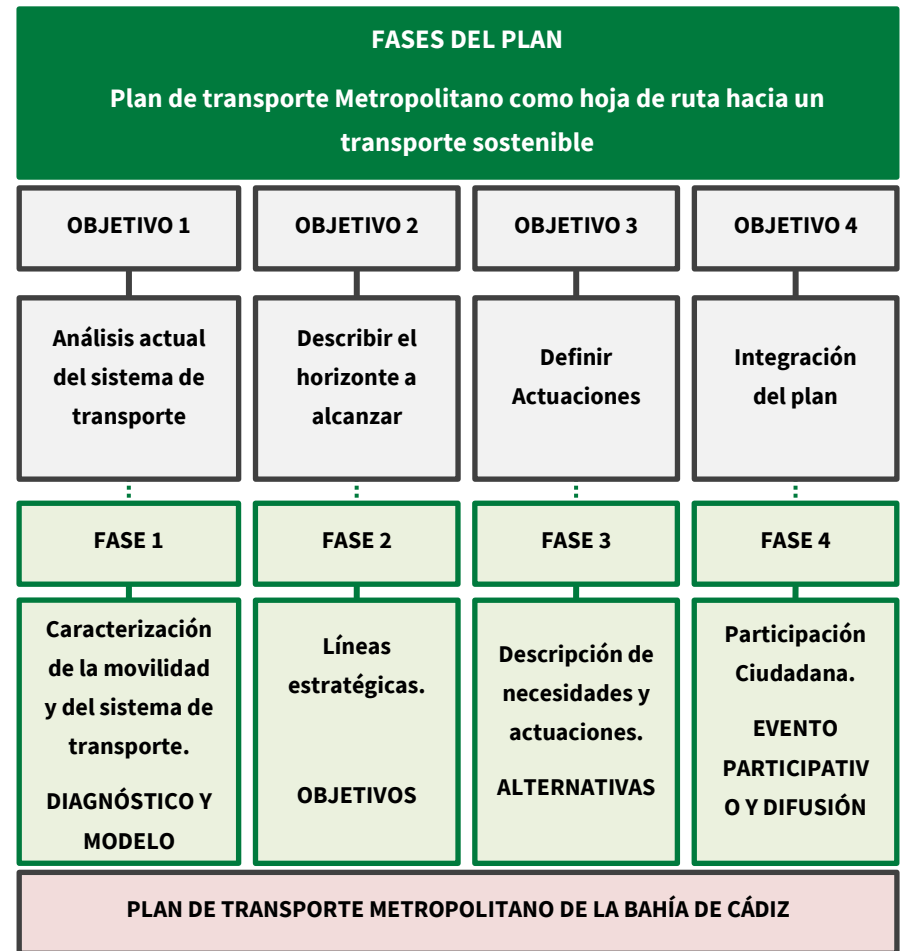 FASES DEL PLAN
Plan de transporte Metropolitano como hoja de ruta hacia un
transporte sostenible
OBJETIVO 1
OBJETIVO 2
OBJETIVO 3
OBJETIVO 4
Análisis actual
del sistema de
transporte
Describir el
horizonte a
alcanzar
Definir
Actuaciones
Integración
del plan
FASE 1
FASE 2
FASE 3
FASE 4
Caracterización
de la movilidad
y del sistema de
transporte.
DIAGNÓSTICO Y
MODELO
Líneas
estratégicas.
OBJETIVOS
Descripción de
necesidades y
actuaciones.
ALTERNATIVAS
Participación
Ciudadana.
EVENTO
PARTICIPATIV
O Y DIFUSIÓN
PLAN DE TRANSPORTE METROPOLITANO DE LA BAHÍA DE CÁDIZ